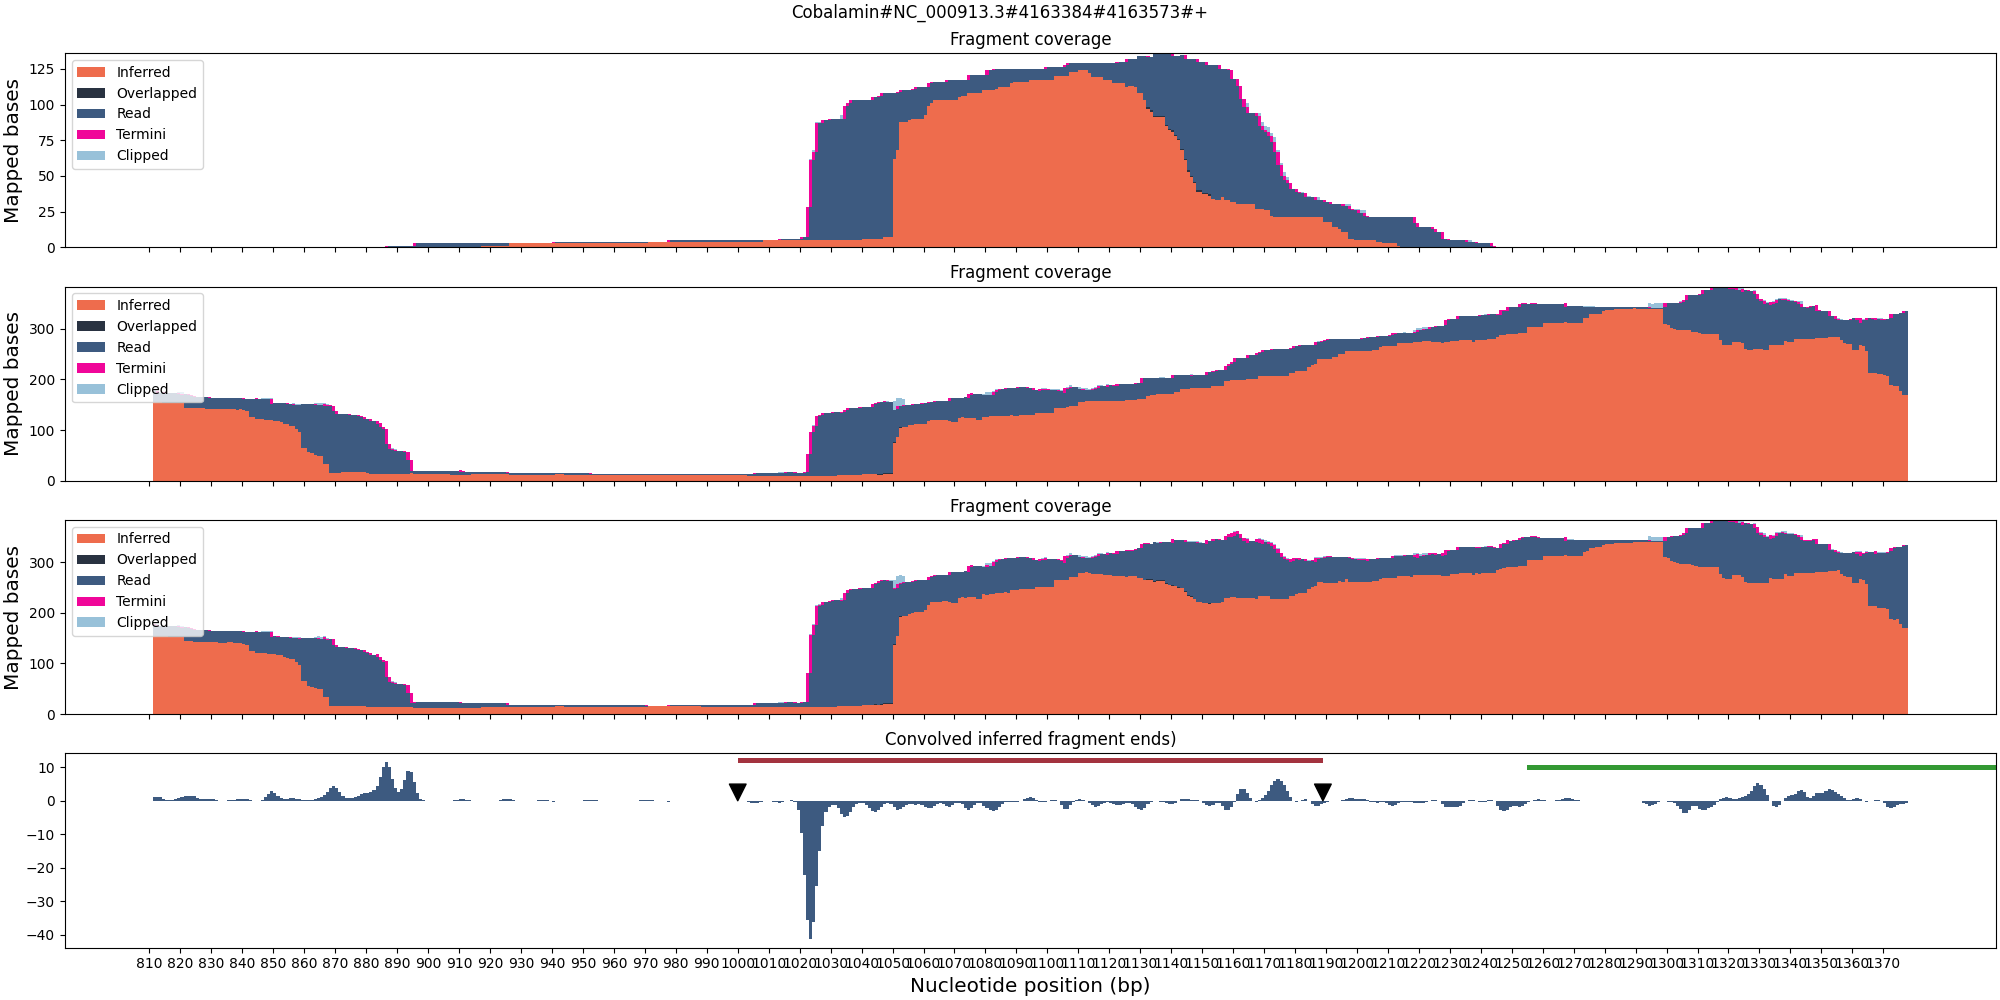 Cobalamin#NC_000913.3#4163384#4163573#+
Fragment coverage
Mapped bases
125
100
75
50
25
0
Inferred
Overlapped
Read
Termini
Clipped
Fragment coverage
Mapped bases
300
200
100
0
Inferred
Overlapped
Read
Termini
Clipped
Fragment coverage
Mapped bases
300
200
100
0
Inferred
Overlapped
Read
Termini
Clipped
Convolved inferred fragment ends)
10
0
−10
−20
−30
−40
810 820 830 840 850 860 870 880 890 900 910 920 930 940 950 960 970 980 990 1000 1010 1020 1030 1040 1050 1060 1070 1080 1090 1100 1110 1120 1130 1140 1150 1160 1170 1180 1190 1200 1210 1220 1230 1240 1250 1260 1270 1280 1290 1300 1310 1320 1330 1340 1350 1360 1370
Nucleotide position (bp)